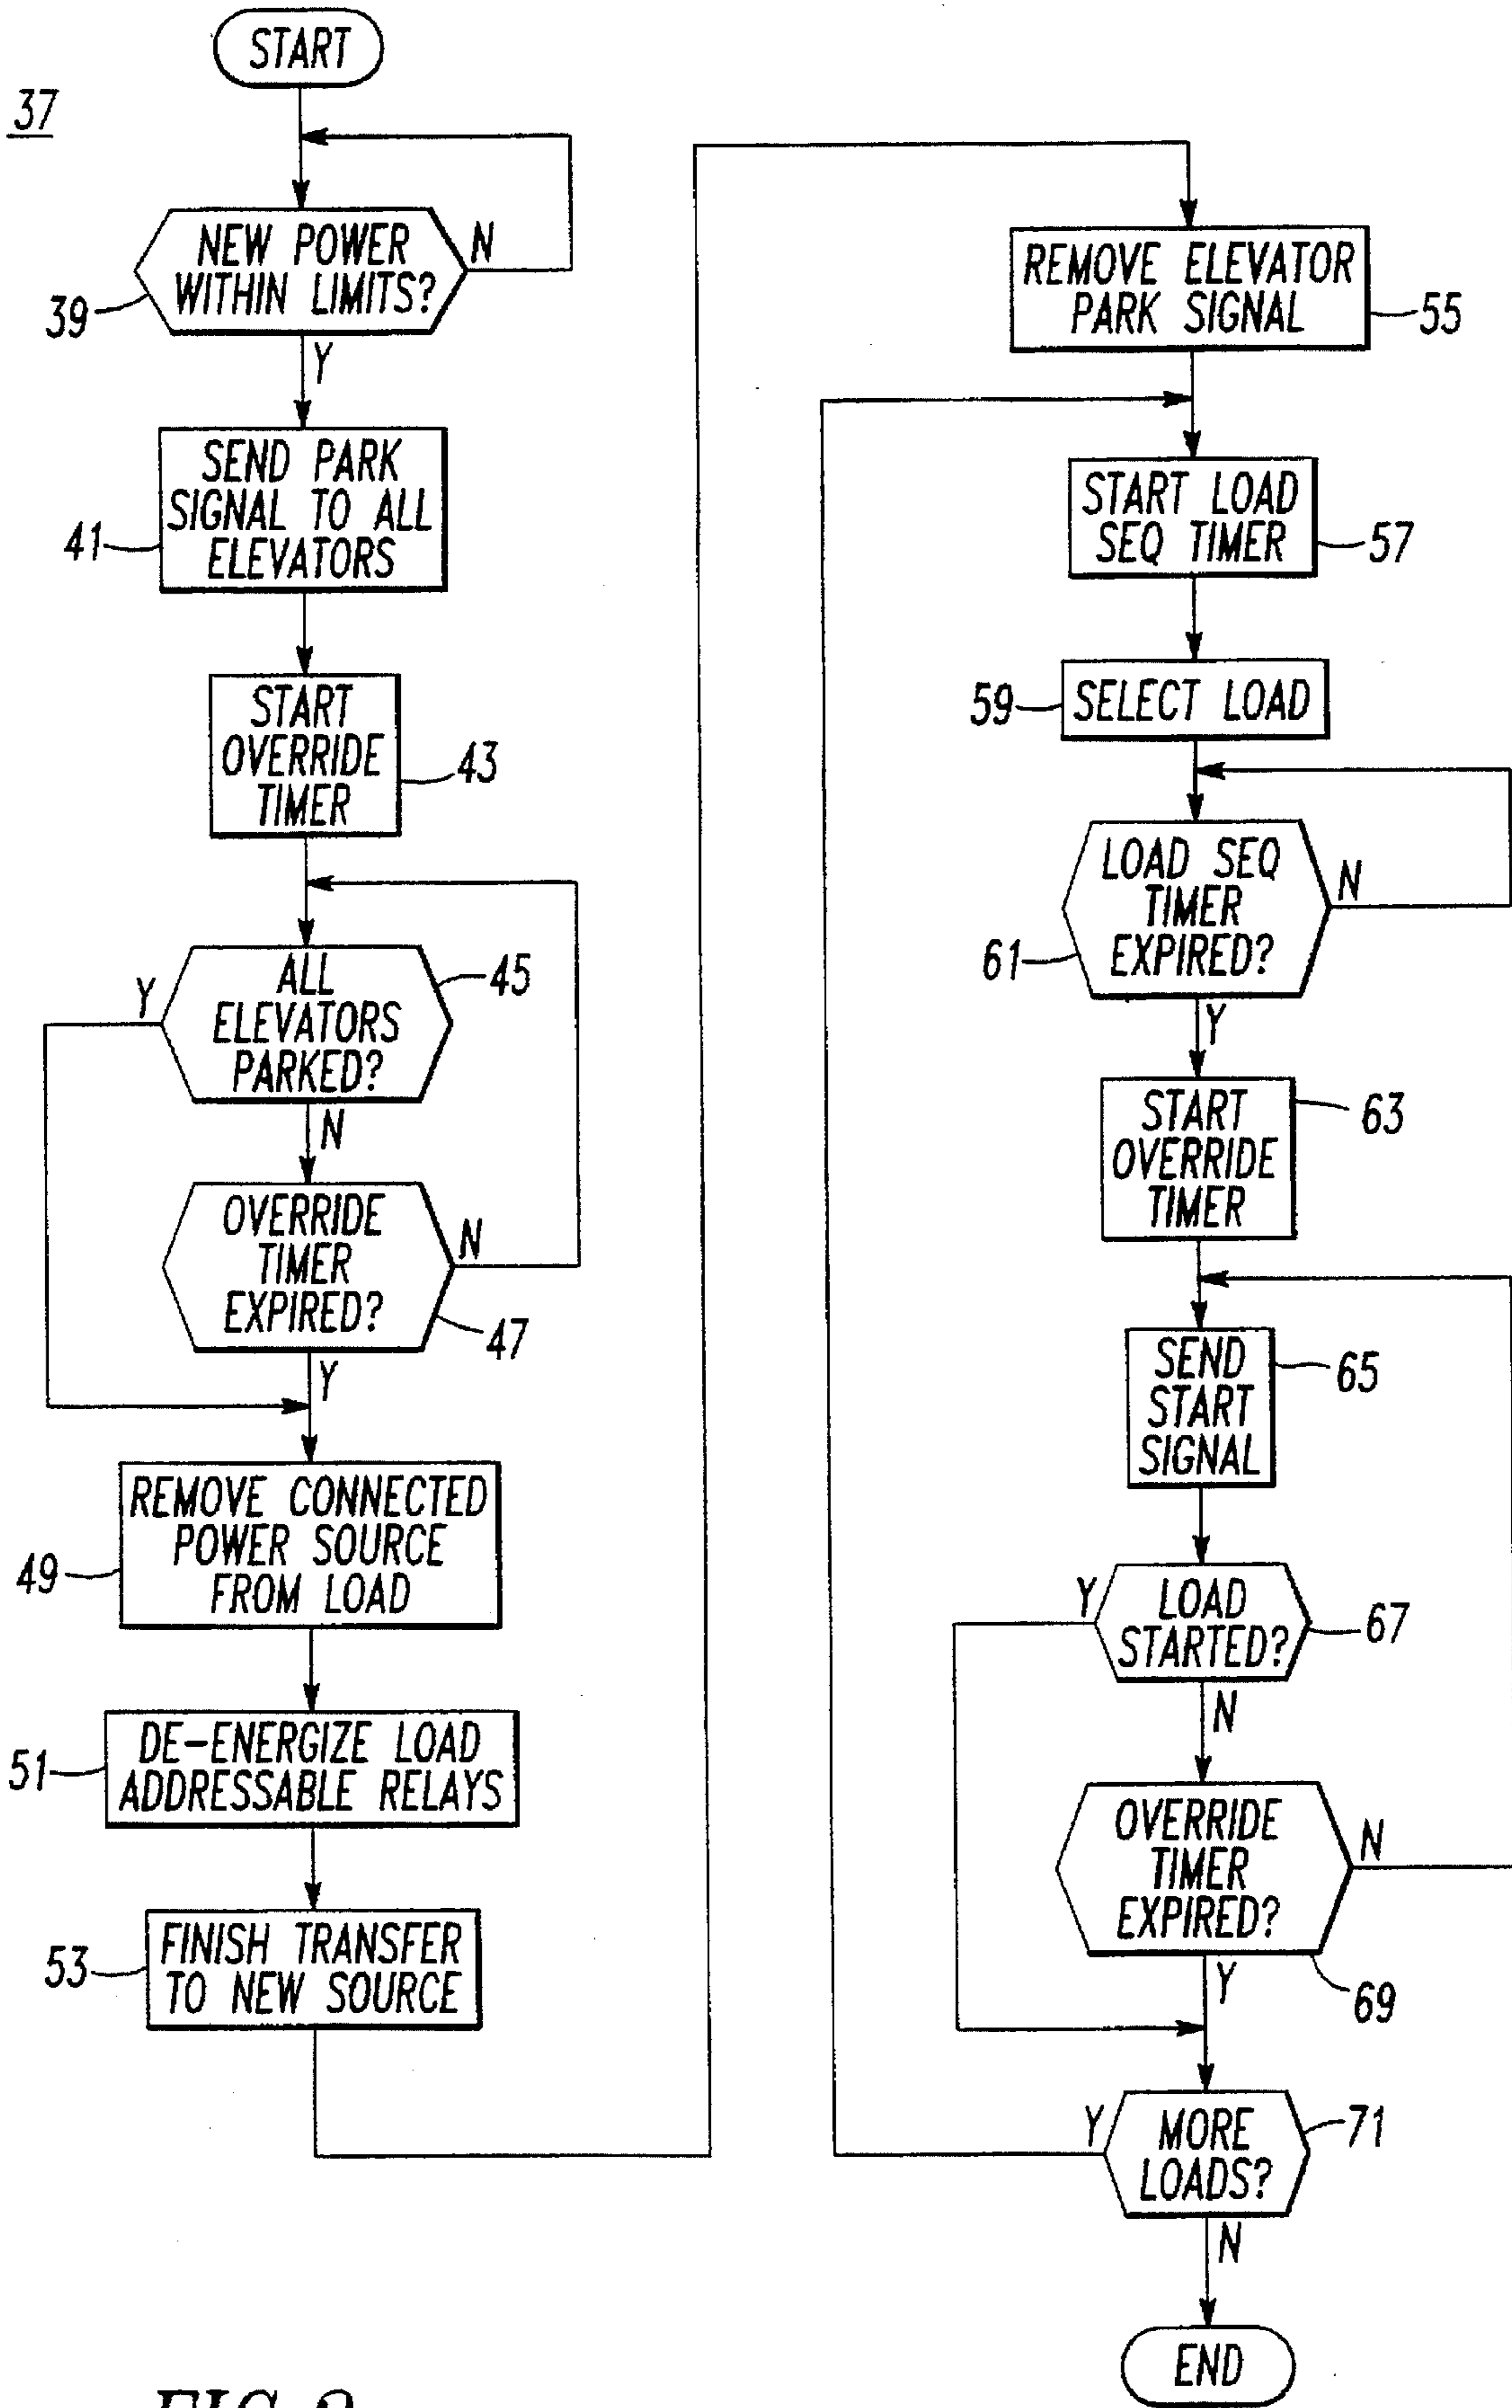 START
37
NEW POWER
WITHIN LIMITS?
N
39
Y
SEND PARK
SIGNAL TO ALL
ELEVATORS
41
START
OVERRIDE
TIMER
43
ALL
ELEVATORS
PARKED?
45
Y
N
OVERRIDE
TIMER
EXPIRED?
N
47
Y
REMOVE CONNECTED
POWER SOURCE
FROM LOAD
49
DE-ENERGIZE LOAD
ADDRESSABLE RELAYS
51
FINISH TRANSFER
TO NEW SOURCE
53
REMOVE ELEVATOR
PARK SIGNAL
55
START LOAD
SEQ TIMER
57
SELECT LOAD
59
LOAD SEQ
TIMER
EXPIRED?
N
61
Y
START
OVERRIDE
TIMER
63
SEND
START
SIGNAL
65
LOAD
STARTED?
Y
67
N
OVERRIDE
TIMER
EXPIRED?
N
69
Y
MORE
LOADS?
Y
71
N
END